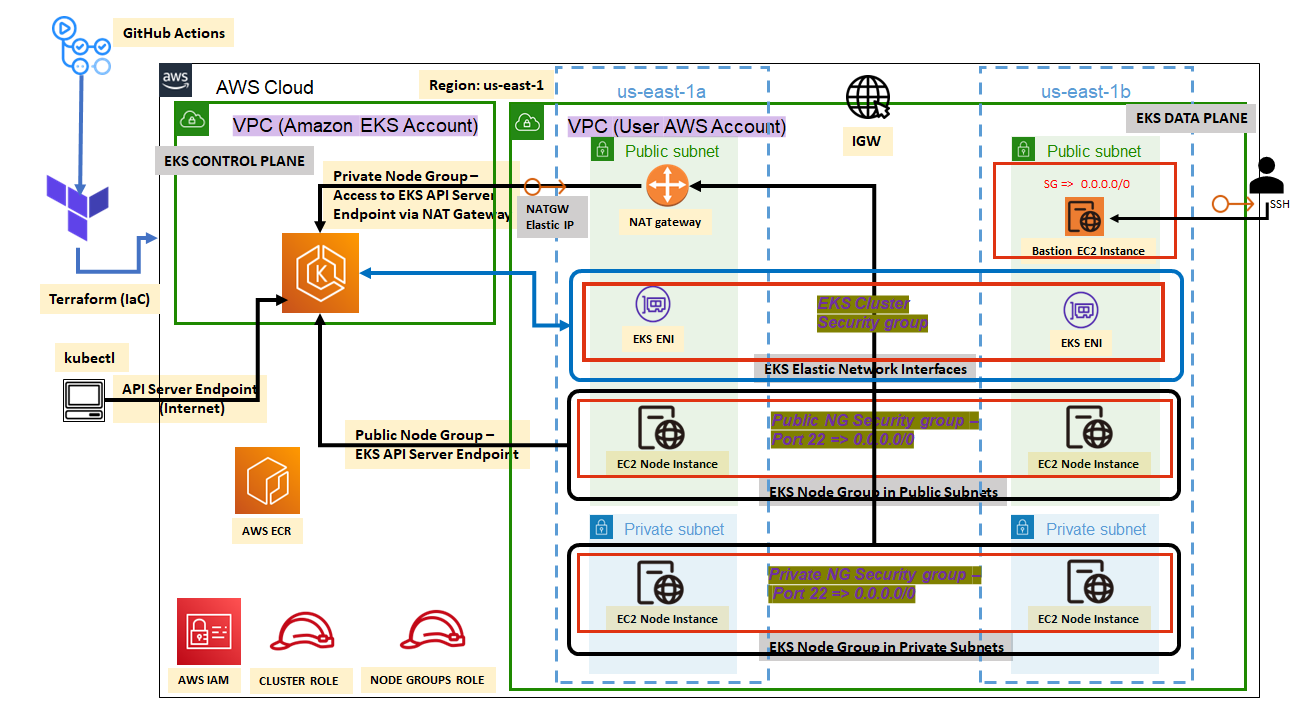 GitHub Actions
aws
AWS Cloud
Region: us-east-1
us-east-1a
us-east-1b
IGW
VPC (Amazon EKS Account)
VPC (User AWS Account)
EKS DATA PLANE
EKS CONTROL PLANE
Public subnet
Public subnet
Private Node Group –
Access to EKS API Server
Endpoint via NAT Gateway
NATGW
Elastic IP
NAT gateway
SG => 0.0.0.0/0
Bastion EC2 Instance
SSH
K
Terraform (IaC)
EKS ENI
EKS Cluster
Security group
EKS ENI
EKS Elastic Network Interfaces
kubectl
API Server Endpoint
(Internet)
Public Node Group –
EKS API Server Endpoint
Public NG Security group –
Port 22 => 0.0.0.0/0
EC2 Node Instance
EC2 Node Instance
EKS Node Group in Public Subnets
AWS ECR
Private subnet
Private subnet
Private NG Security group –
Port 22 => 0.0.0.0/0
EC2 Node Instance
EC2 Node Instance
EKS Node Group in Private Subnets
AWS IAM
CLUSTER ROLE
NODE GROUPS ROLE